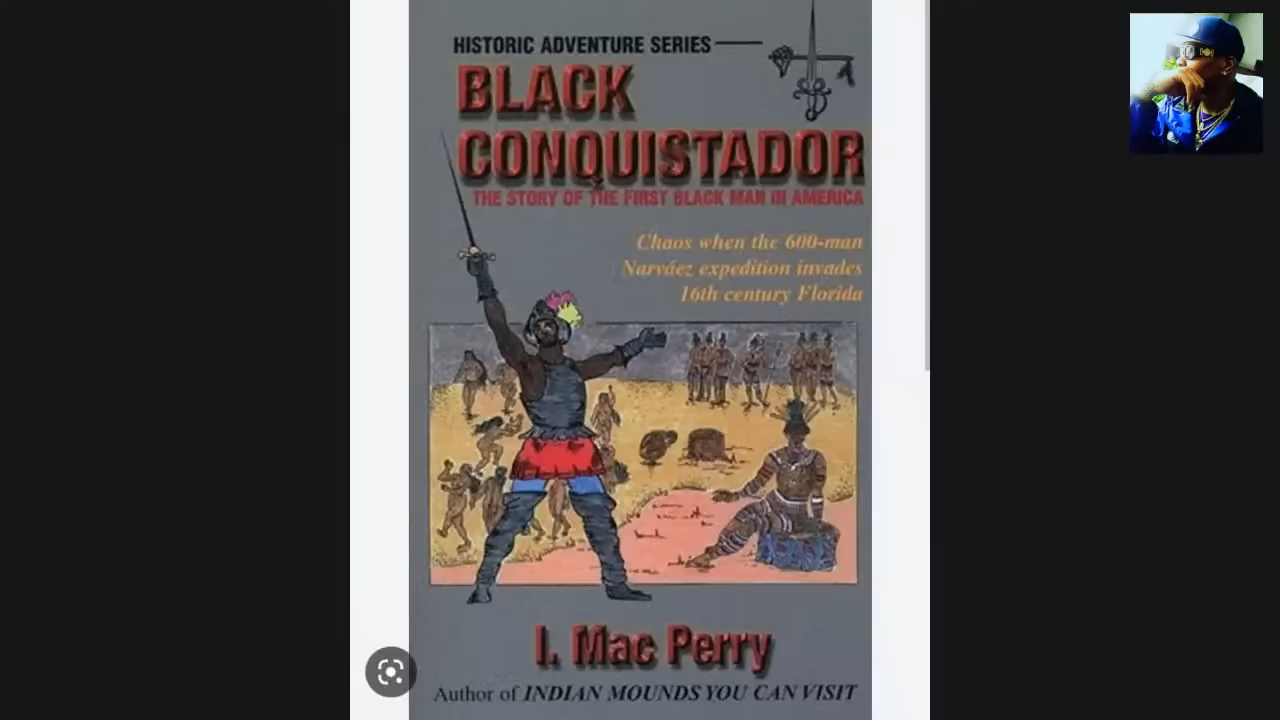 HISTORIC ADVENTURE SERIES
BLACK
CONQUISTADOR
THE STORY OF THE FIRST BLACK MAN IN AMERICA
Chaos when the 600-man
Narváez expedition invades
16th century Florida
I. Mac Perry
Author of INDIAN MOUNDS YOU CAN VISIT